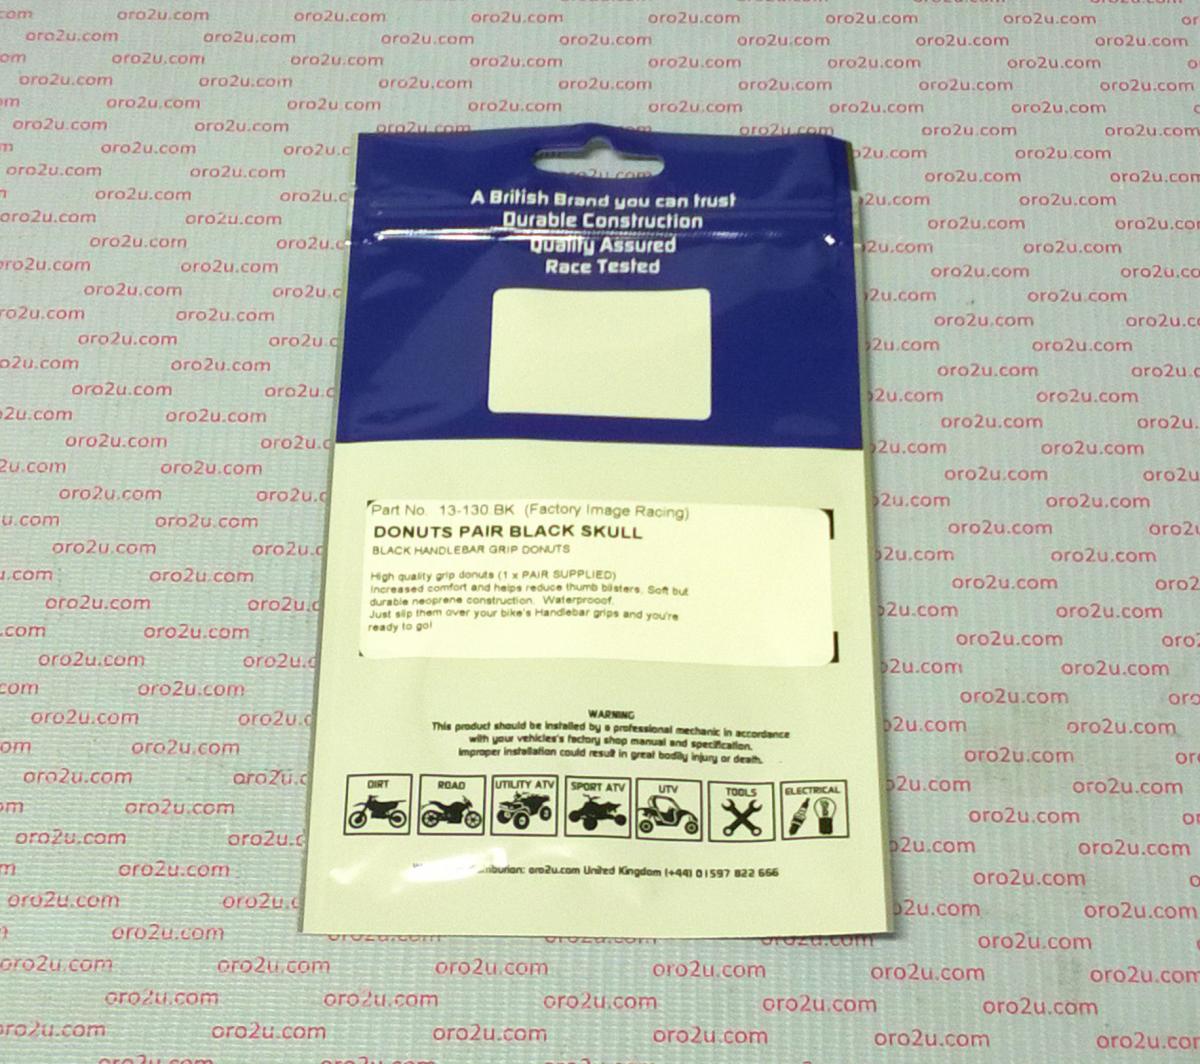 A British Brand you can trust
Durable Construction
Quality Assured
Race Tested
Part No. 13-130 BK (Factory Image Racing)
DONUTS PAIR BLACK SKULL
BLACK HANDLEBAR GRIP DONUTS
High quality grip donuts (1 x PAIR SUPPLIED)
Increased comfort and helps reduce thumb blisters. Soft but
durable neoprene construction. Waterprooof.
Just slip them over your bike's Handlebar grips and you're
ready to go!
WARNING
This product should be installed by a professional mechanic in accordance
with your vehicles's factory shop manual and specification.
Improper installation could result in great bodily injury or death.
DIRT ROAD UTILITY ATV SPORT ATV UTV TOOLS ELECTRICAL
oro2u.com United Kingdom (+44) 01597 822 666
oro2u.com